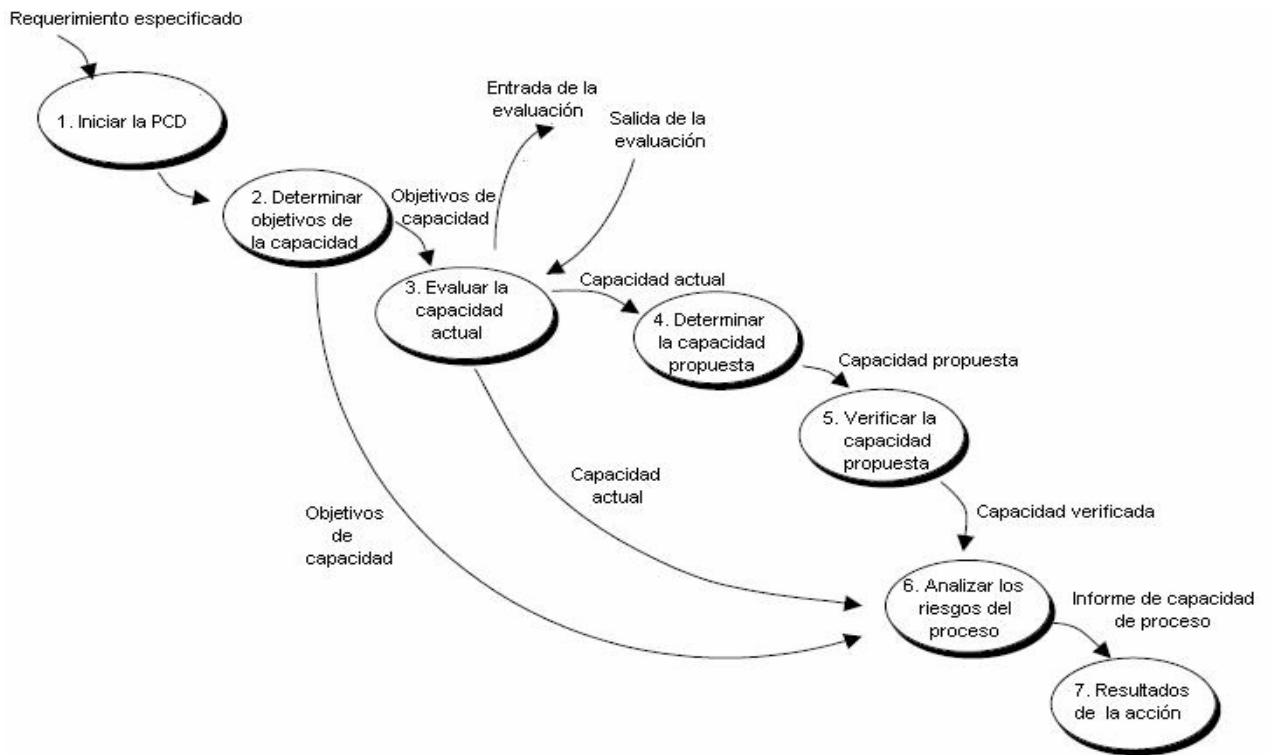 Requerimiento especificado
1. Iniciar la PCD
Entrada de la
evaluación
Salida de la
evaluación
2. Determinar
objetivos de
la capacidad
Objetivos de
capacidad
3. Evaluar la
capacidad
actual
Capacidad actual
4. Determinar
la capacidad
propuesta
Capacidad propuesta
5. Verificar la
capacidad
propuesta
Capacidad
actual
Objetivos
de
capacidad
Capacidad verificada
6. Analizar los
riesgos del
proceso
Informe de capacidad
de proceso
7. Resultados
de la acción